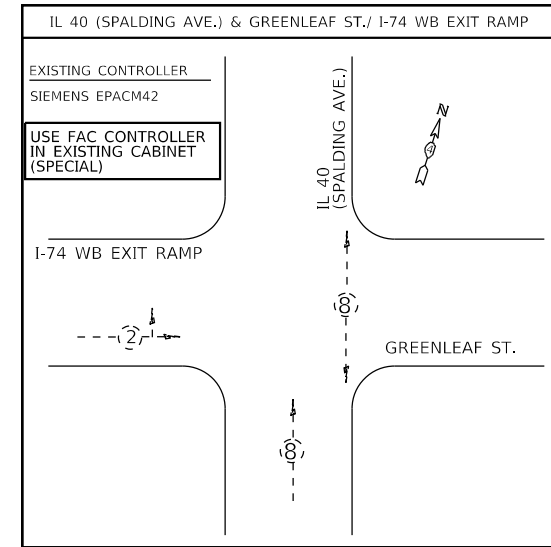 IL 40 (SPALDING AVE.) & GREENLEAF ST./ I-74 WB EXIT RAMP
EXISTING CONTROLLER
SIEMENS EPACM42
USE FAC CONTROLLER
IN EXISTING CABINET
(SPECIAL)
IL 40
(SPALDING AVE.)
N
4
I-74 WB EXIT RAMP
8
2
GREENLEAF ST.
8